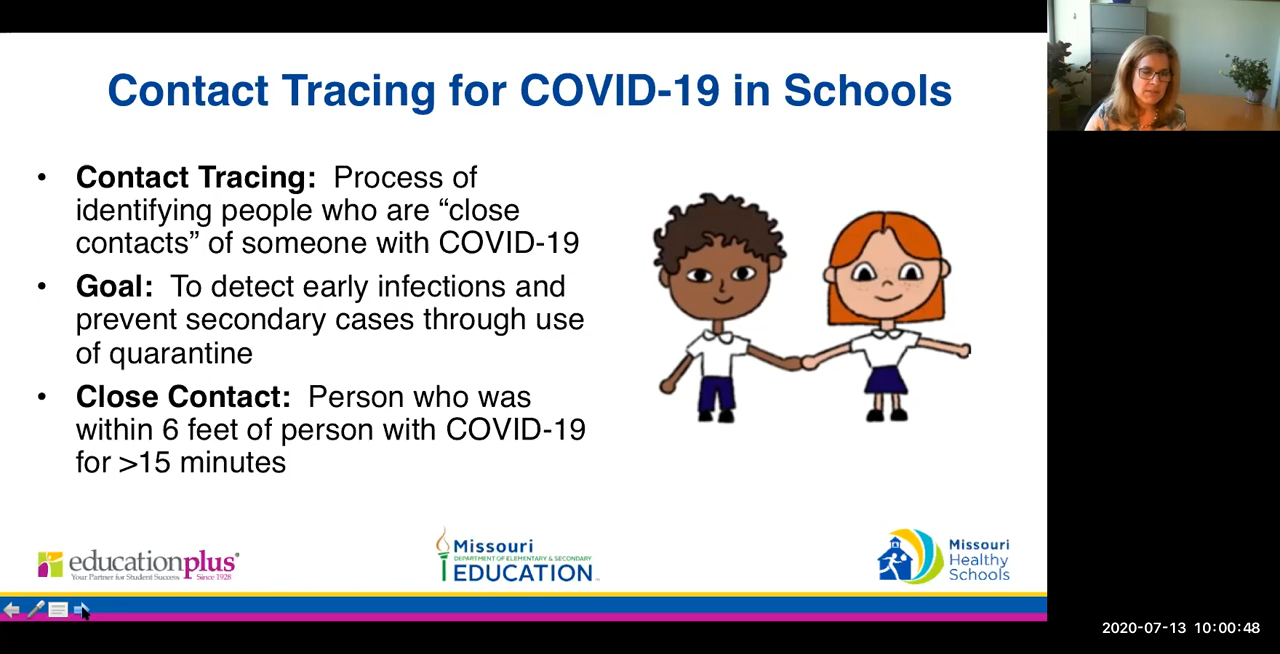 Contact Tracing for COVID-19 in Schools
• Contact Tracing: Process of
identifying people who are “close
contacts” of someone with COVID-19
• Goal: To detect early infections and
prevent secondary cases through use
of quarantine
• Close Contact: Person who was
within 6 feet of person with COVID-19
for >15 minutes
educationplus®
Your Partner for Student Success Since 1928
Missouri
DEPARTMENT OF ELEMENTARY & SECONDARY
EDUCATION
Missouri
Healthy
Schools
2020-07-13 10:00:48